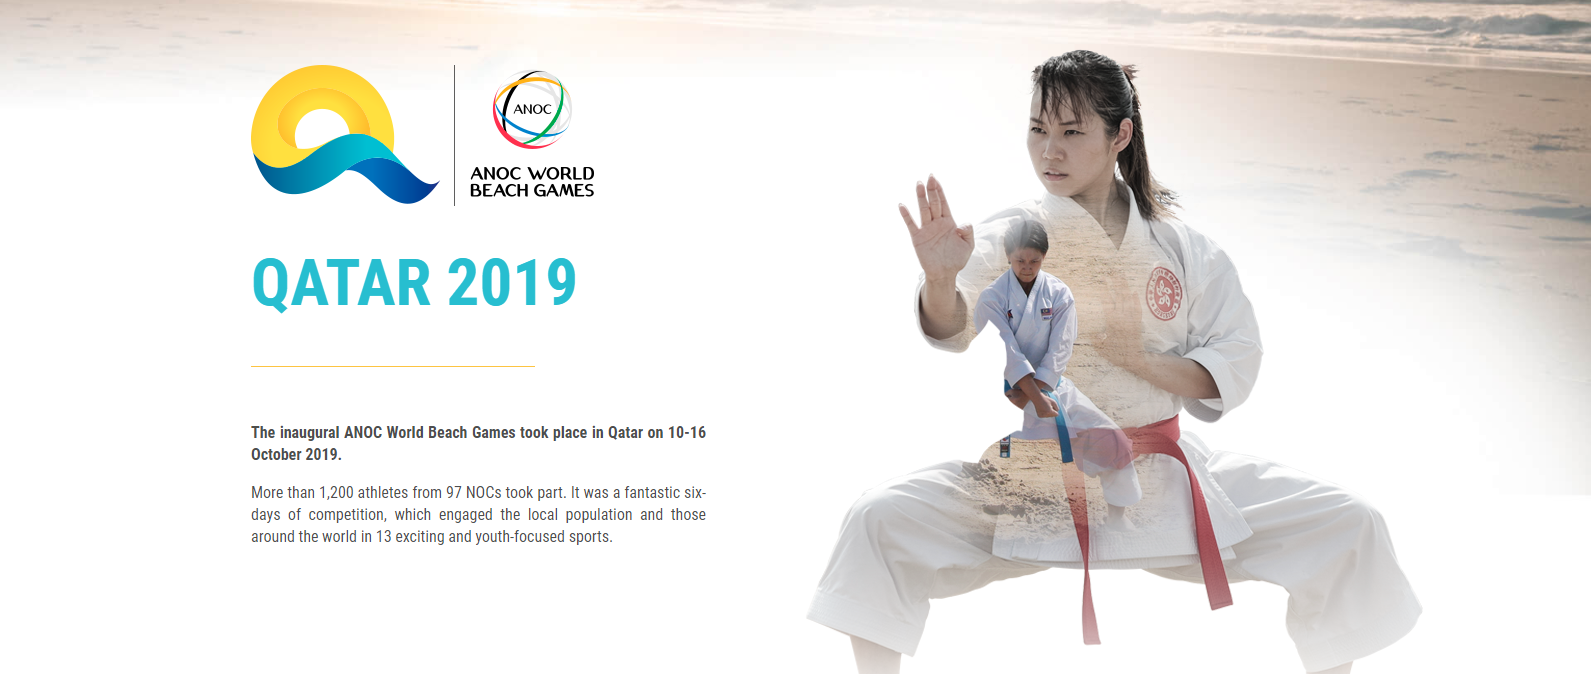 ANOC
ANOC WORLD
BEACH GAMES
QATAR 2019
The inaugural ANOC World Beach Games took place in Qatar on 10-16
October 2019.
More than 1,200 athletes from 97 NOCs took part. It was a fantastic six-
days of competition, which engaged the local population and those
around the world in 13 exciting and youth-focused sports.